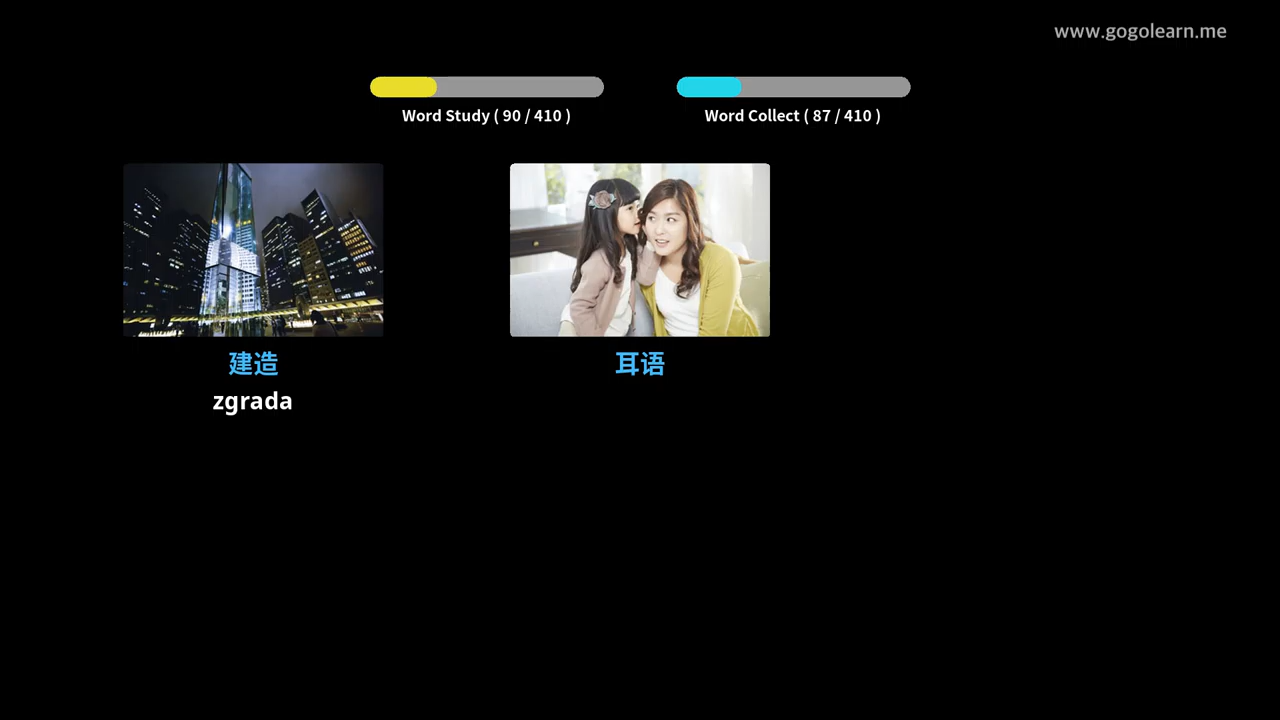 www.gogolearn.me
Word Study ( 90 / 410 )
Word Collect ( 87 / 410 )
建造
耳语
zgrada